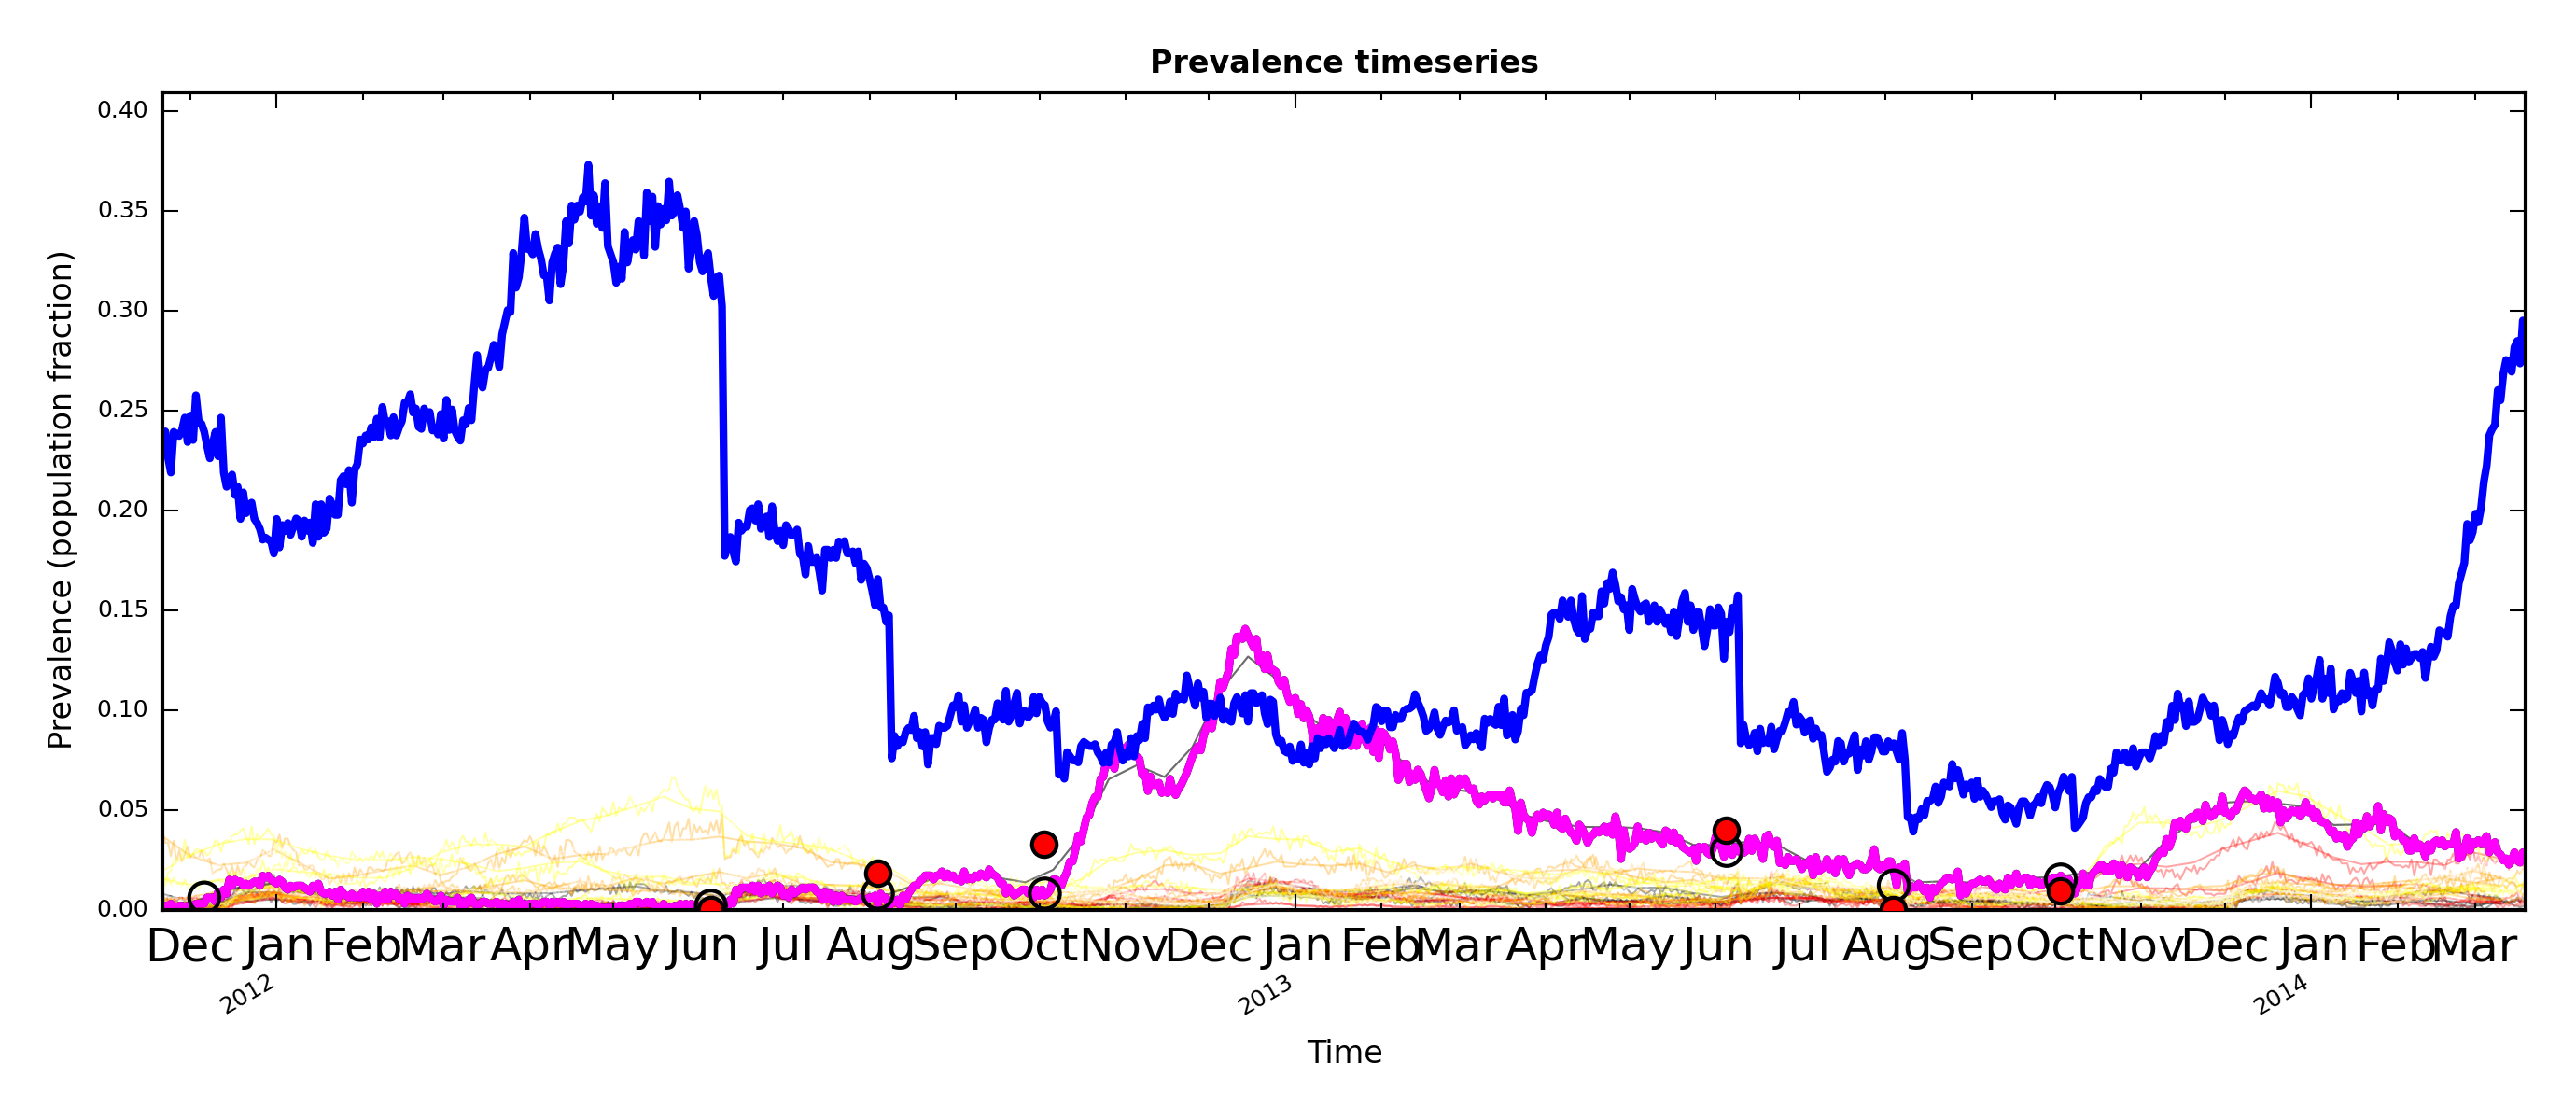 Prevalence timeseries
Prevalence (population fraction)
0.40
0.35
0.30
0.25
0.20
0.15
0.10
0.05
0.00
Dec Jan Feb Mar Apr May Jun Jul Aug Sep Oct Nov Dec Jan Feb Mar Apr May Jun Jul Aug Sep Oct Nov Dec Jan Feb Mar
2012 2013 2014
Time